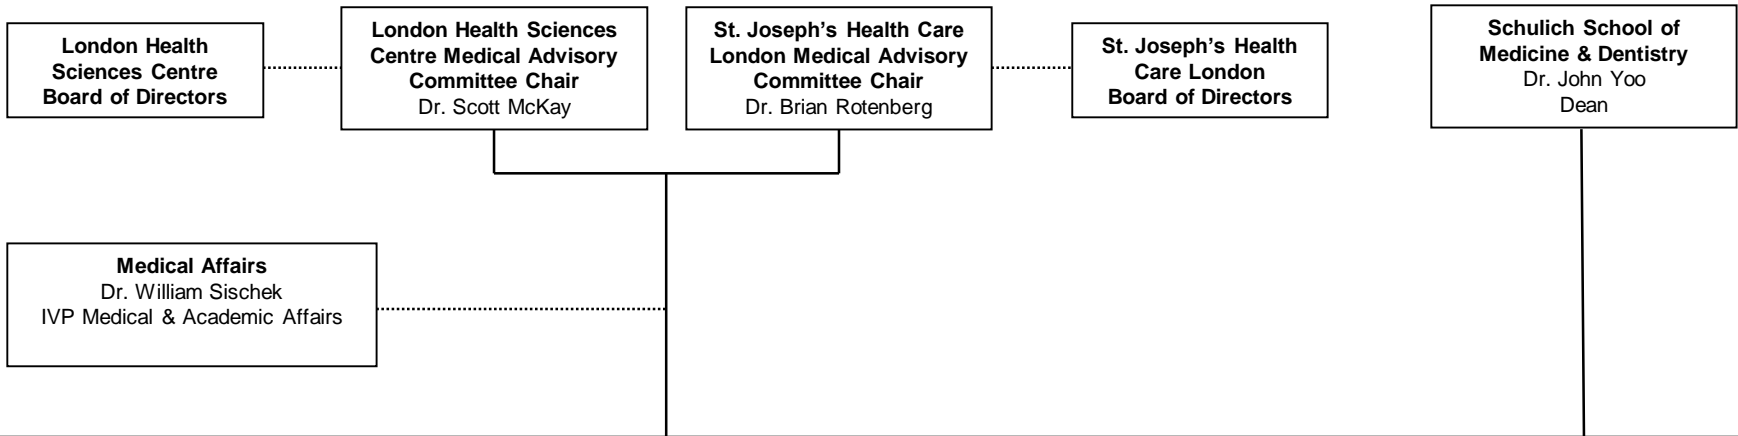 London Health
Sciences Centre
Board of Directors
London Health Sciences
Centre Medical Advisory
Committee Chair
Dr. Scott McKay
St. Joseph’s Health Care
London Medical Advisory
Committee Chair
Dr. Brian Rotenberg
St. Joseph’s Health
Care London
Board of Directors
Schulich School of
Medicine & Dentistry
Dr. John Yoo
Dean
Medical Affairs
Dr. William Sischek
IVP Medical & Academic Affairs